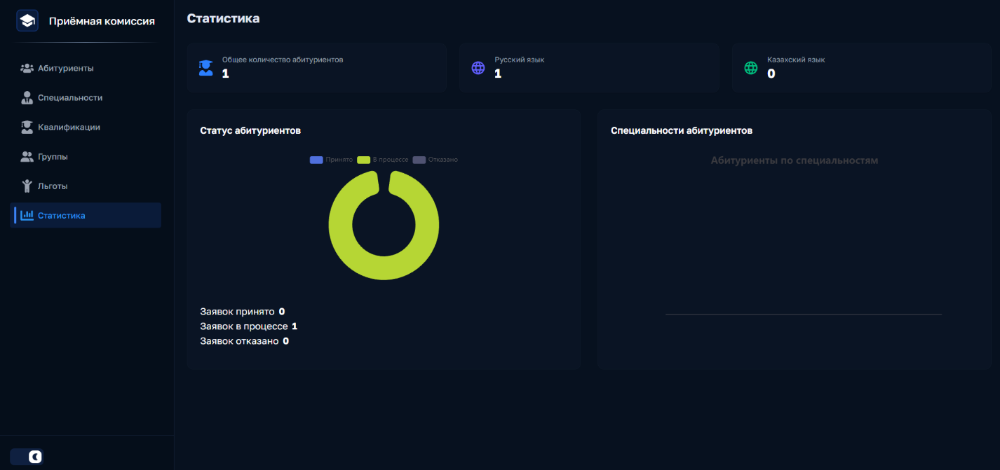 Приёмная комиссия
Абитуриенты
Специальности
Квалификации
Группы
Льготы
Статистика
Статистика
Общее количество абитуриентов
1
Русский язык
1
Казахский язык
0
Статус абитуриентов
Принято В процессе Отказано
Заявок принято 0
Заявок в процессе 1
Заявок отказано 0
Специальности абитуриентов
Абитуриенты по специальностям